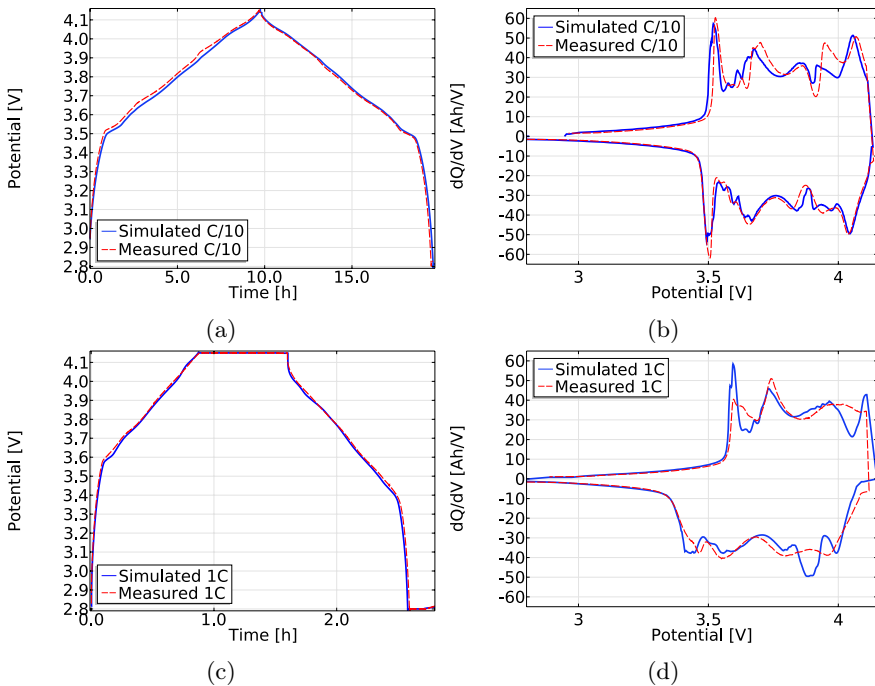 4.1
4.0
3.9
3.8
3.7
3.6
3.5
3.4
3.3
3.2
3.1
3.0
2.9
2.8
Potential [V]
Simulated C/10
Measured C/10
0.0 5.0 10.0 15.0
Time [h]
(a)
60
50
40
30
20
10
0
-10
-20
-30
-40
-50
-60
dQ/dV [Ah/V]
Simulated C/10
Measured C/10
3 3.5 4
Potential [V]
(b)
4.1
4.0
3.9
3.8
3.7
3.6
3.5
3.4
3.3
3.2
3.1
3.0
2.9
2.8
Potential [V]
Simulated 1C
Measured 1C
0.0 1.0 2.0
Time [h]
(c)
60
50
40
30
20
10
0
-10
-20
-30
-40
-50
-60
dQ/dV [Ah/V]
Simulated 1C
Measured 1C
3 3.5 4
Potential [V]
(d)